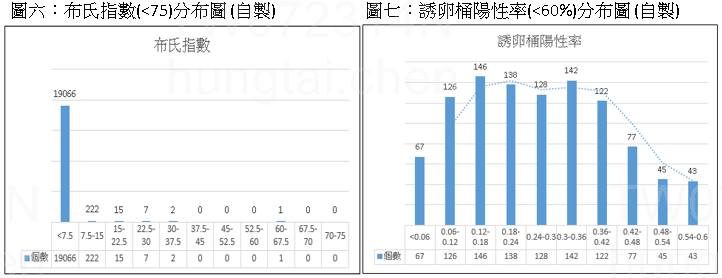 圖六：布氏指數(<75)分布圖 (自製)
布氏指數
19066 222 15 7 2 0 0 0 1 0 0
<7.5 7.5-15 15-22.5 22.5-30 30-37.5 37.5-45 45-52.5 52.5-60 60-67.5 67.5-70 70-75
個數 19066 222 15 7 2 0 0 0 1 0 0
圖七：誘卵桶陽性率(<60%)分布圖 (自製)
誘卵桶陽性率
67 126 146 138 128 142 122 77 45 43
<0.06 0.06-0.12 0.12-0.18 0.18-0.24 0.24-0.3 0.3-0.36 0.36-0.42 0.42-0.48 0.48-0.54 0.54-0.6
個數 67 126 146 138 128 142 122 77 45 43
hungtai.chen